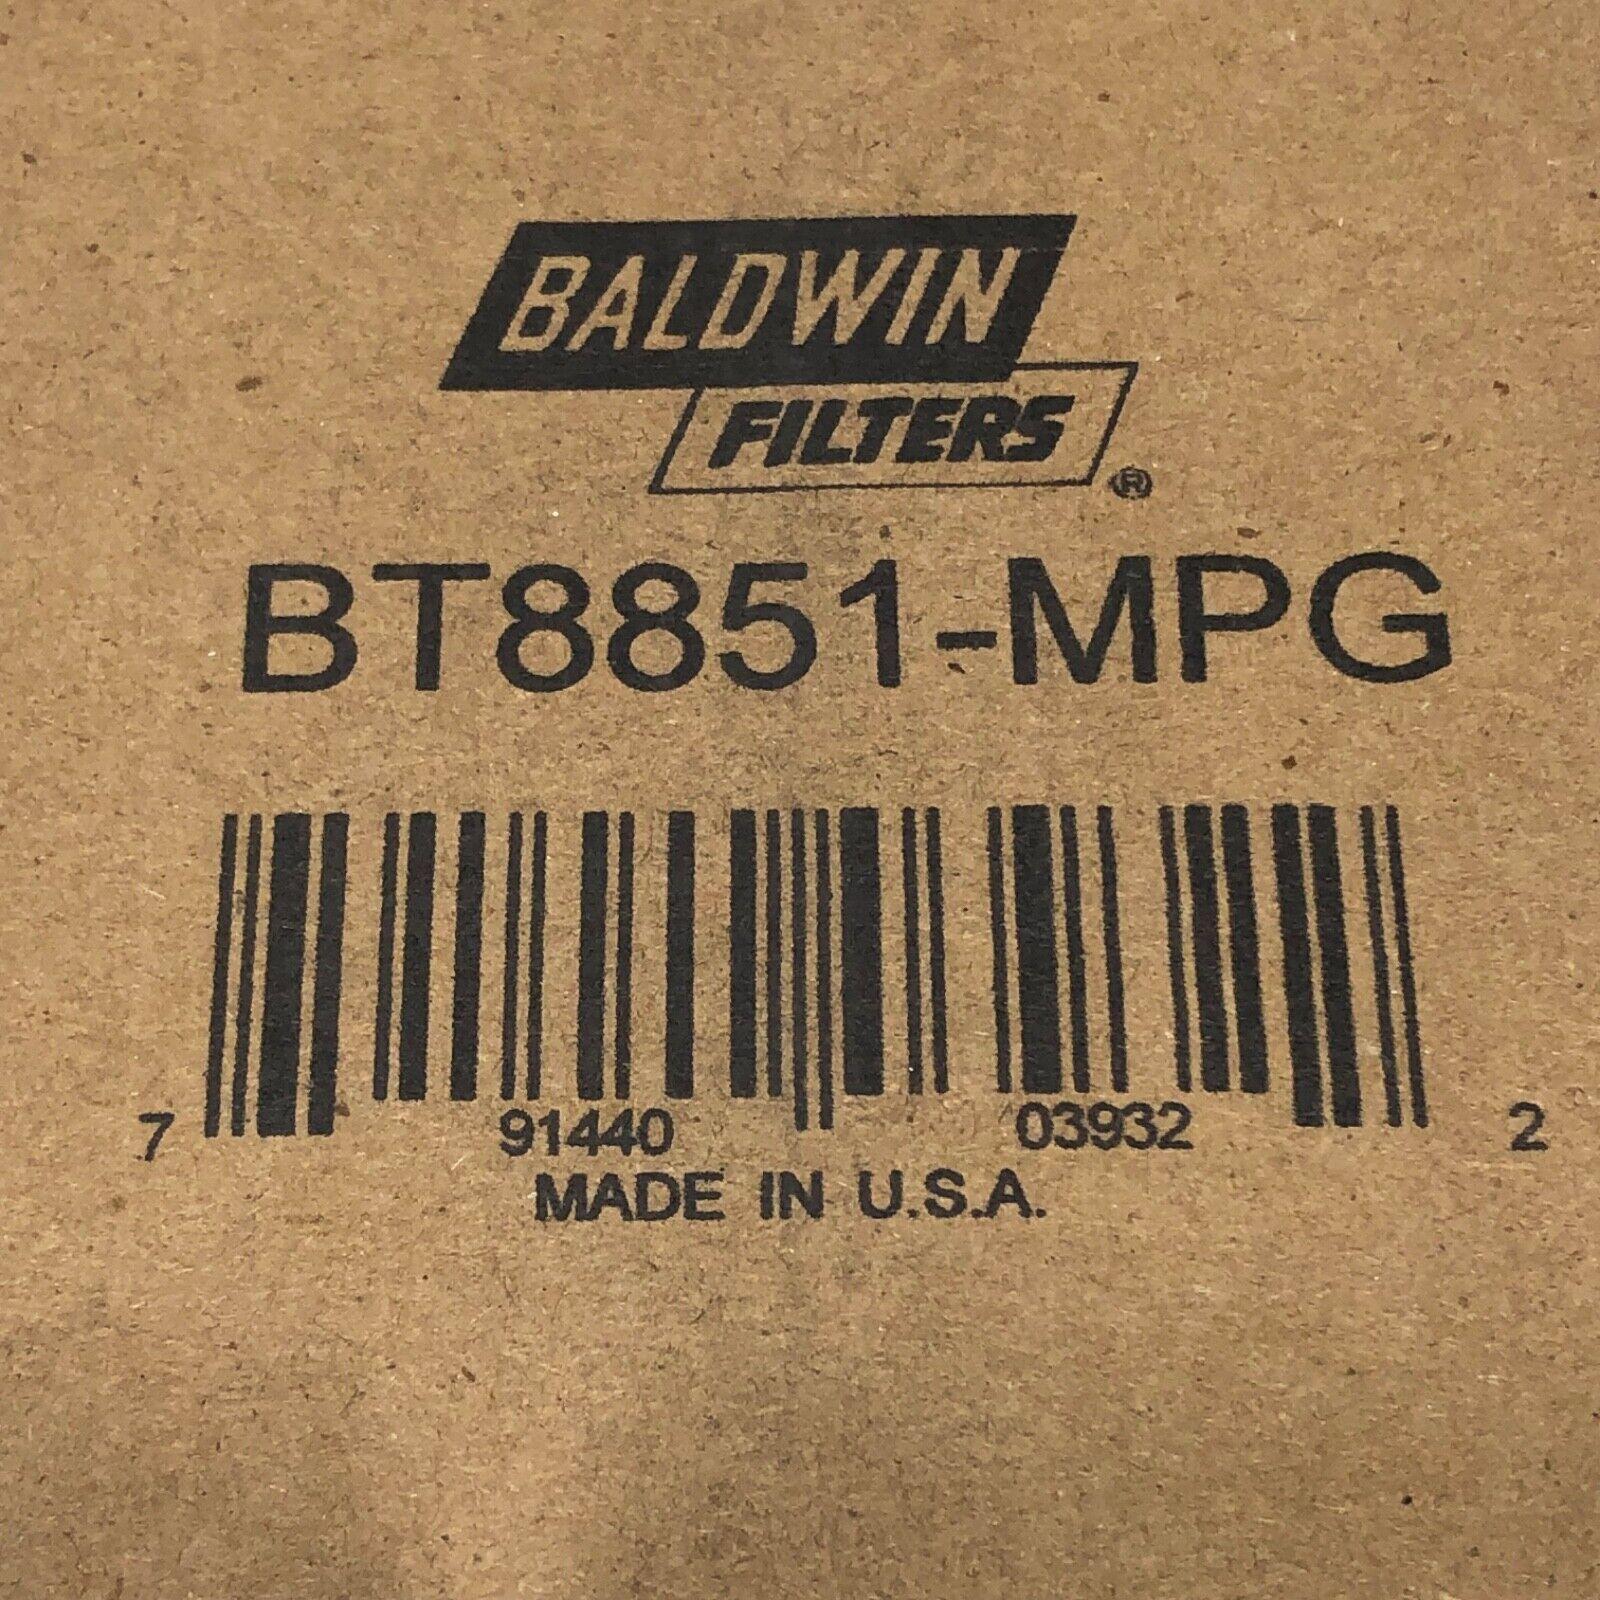 BALDWIN
FILTERS®
BT8851-MPG
7 91440 03932 2
MADE IN U.S.A.